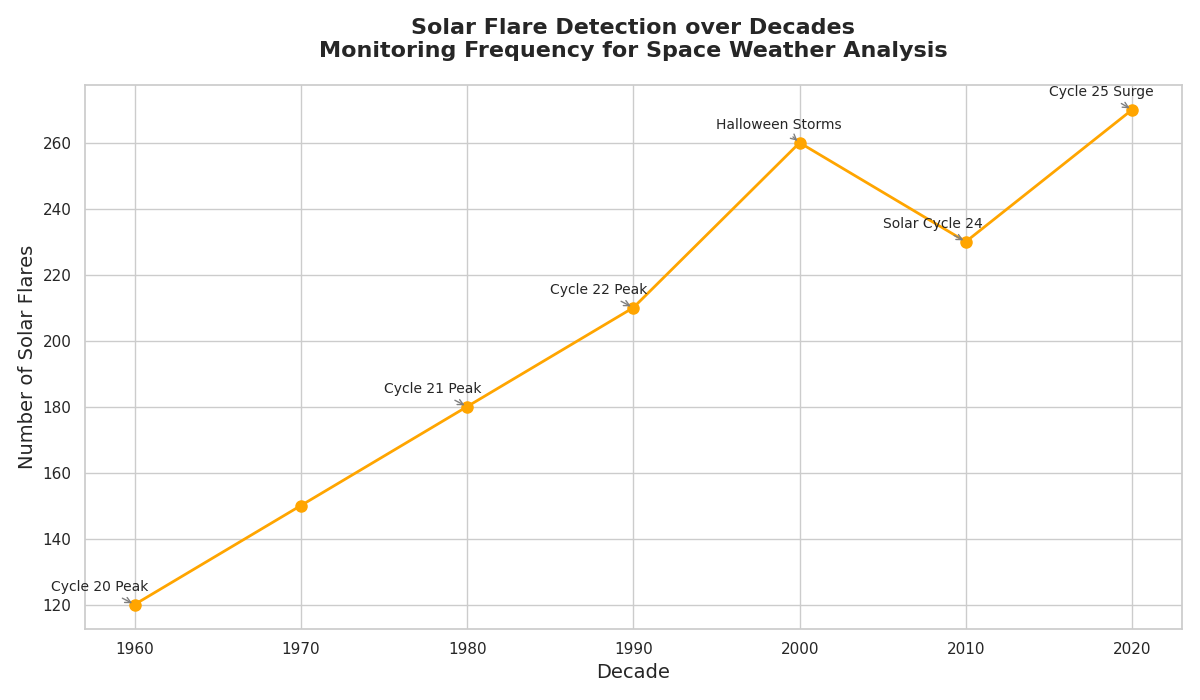 Solar Flare Detection over Decades
Monitoring Frequency for Space Weather Analysis
Number of Solar Flares
260
240
220
200
180
160
140
120
Cycle 20 Peak
Cycle 21 Peak
Cycle 22 Peak
Halloween Storms
Solar Cycle 24
Cycle 25 Surge
1960
1970
1980
1990
2000
2010
2020
Decade